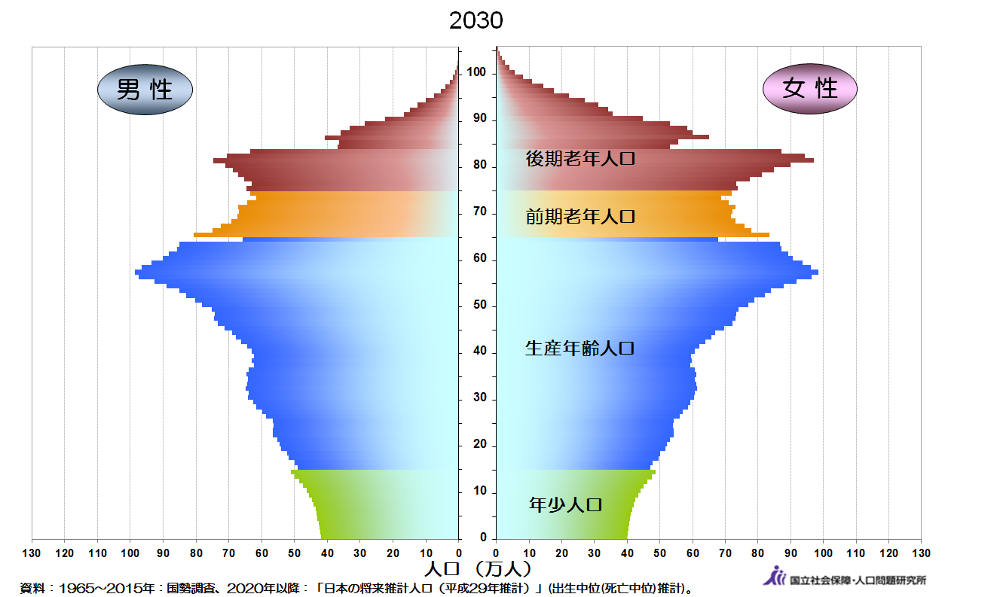 2030
男 性
女 性
100
90
80
70
60
50
40
30
20
10
0
後期老年人口
前期老年人口
生産年齢人口
年少人口
130 120 110 100 90 80 70 60 50 40 30 20 10 0
0 10 20 30 40 50 60 70 80 90 100 110 120 130
人口 （万人）
国立社会保障・人口問題研究所
資料：1965～2015年：国勢調査、2020年以降：「日本の将来推計人口（平成29年推計）」(出生中位(死亡中位)推計)。